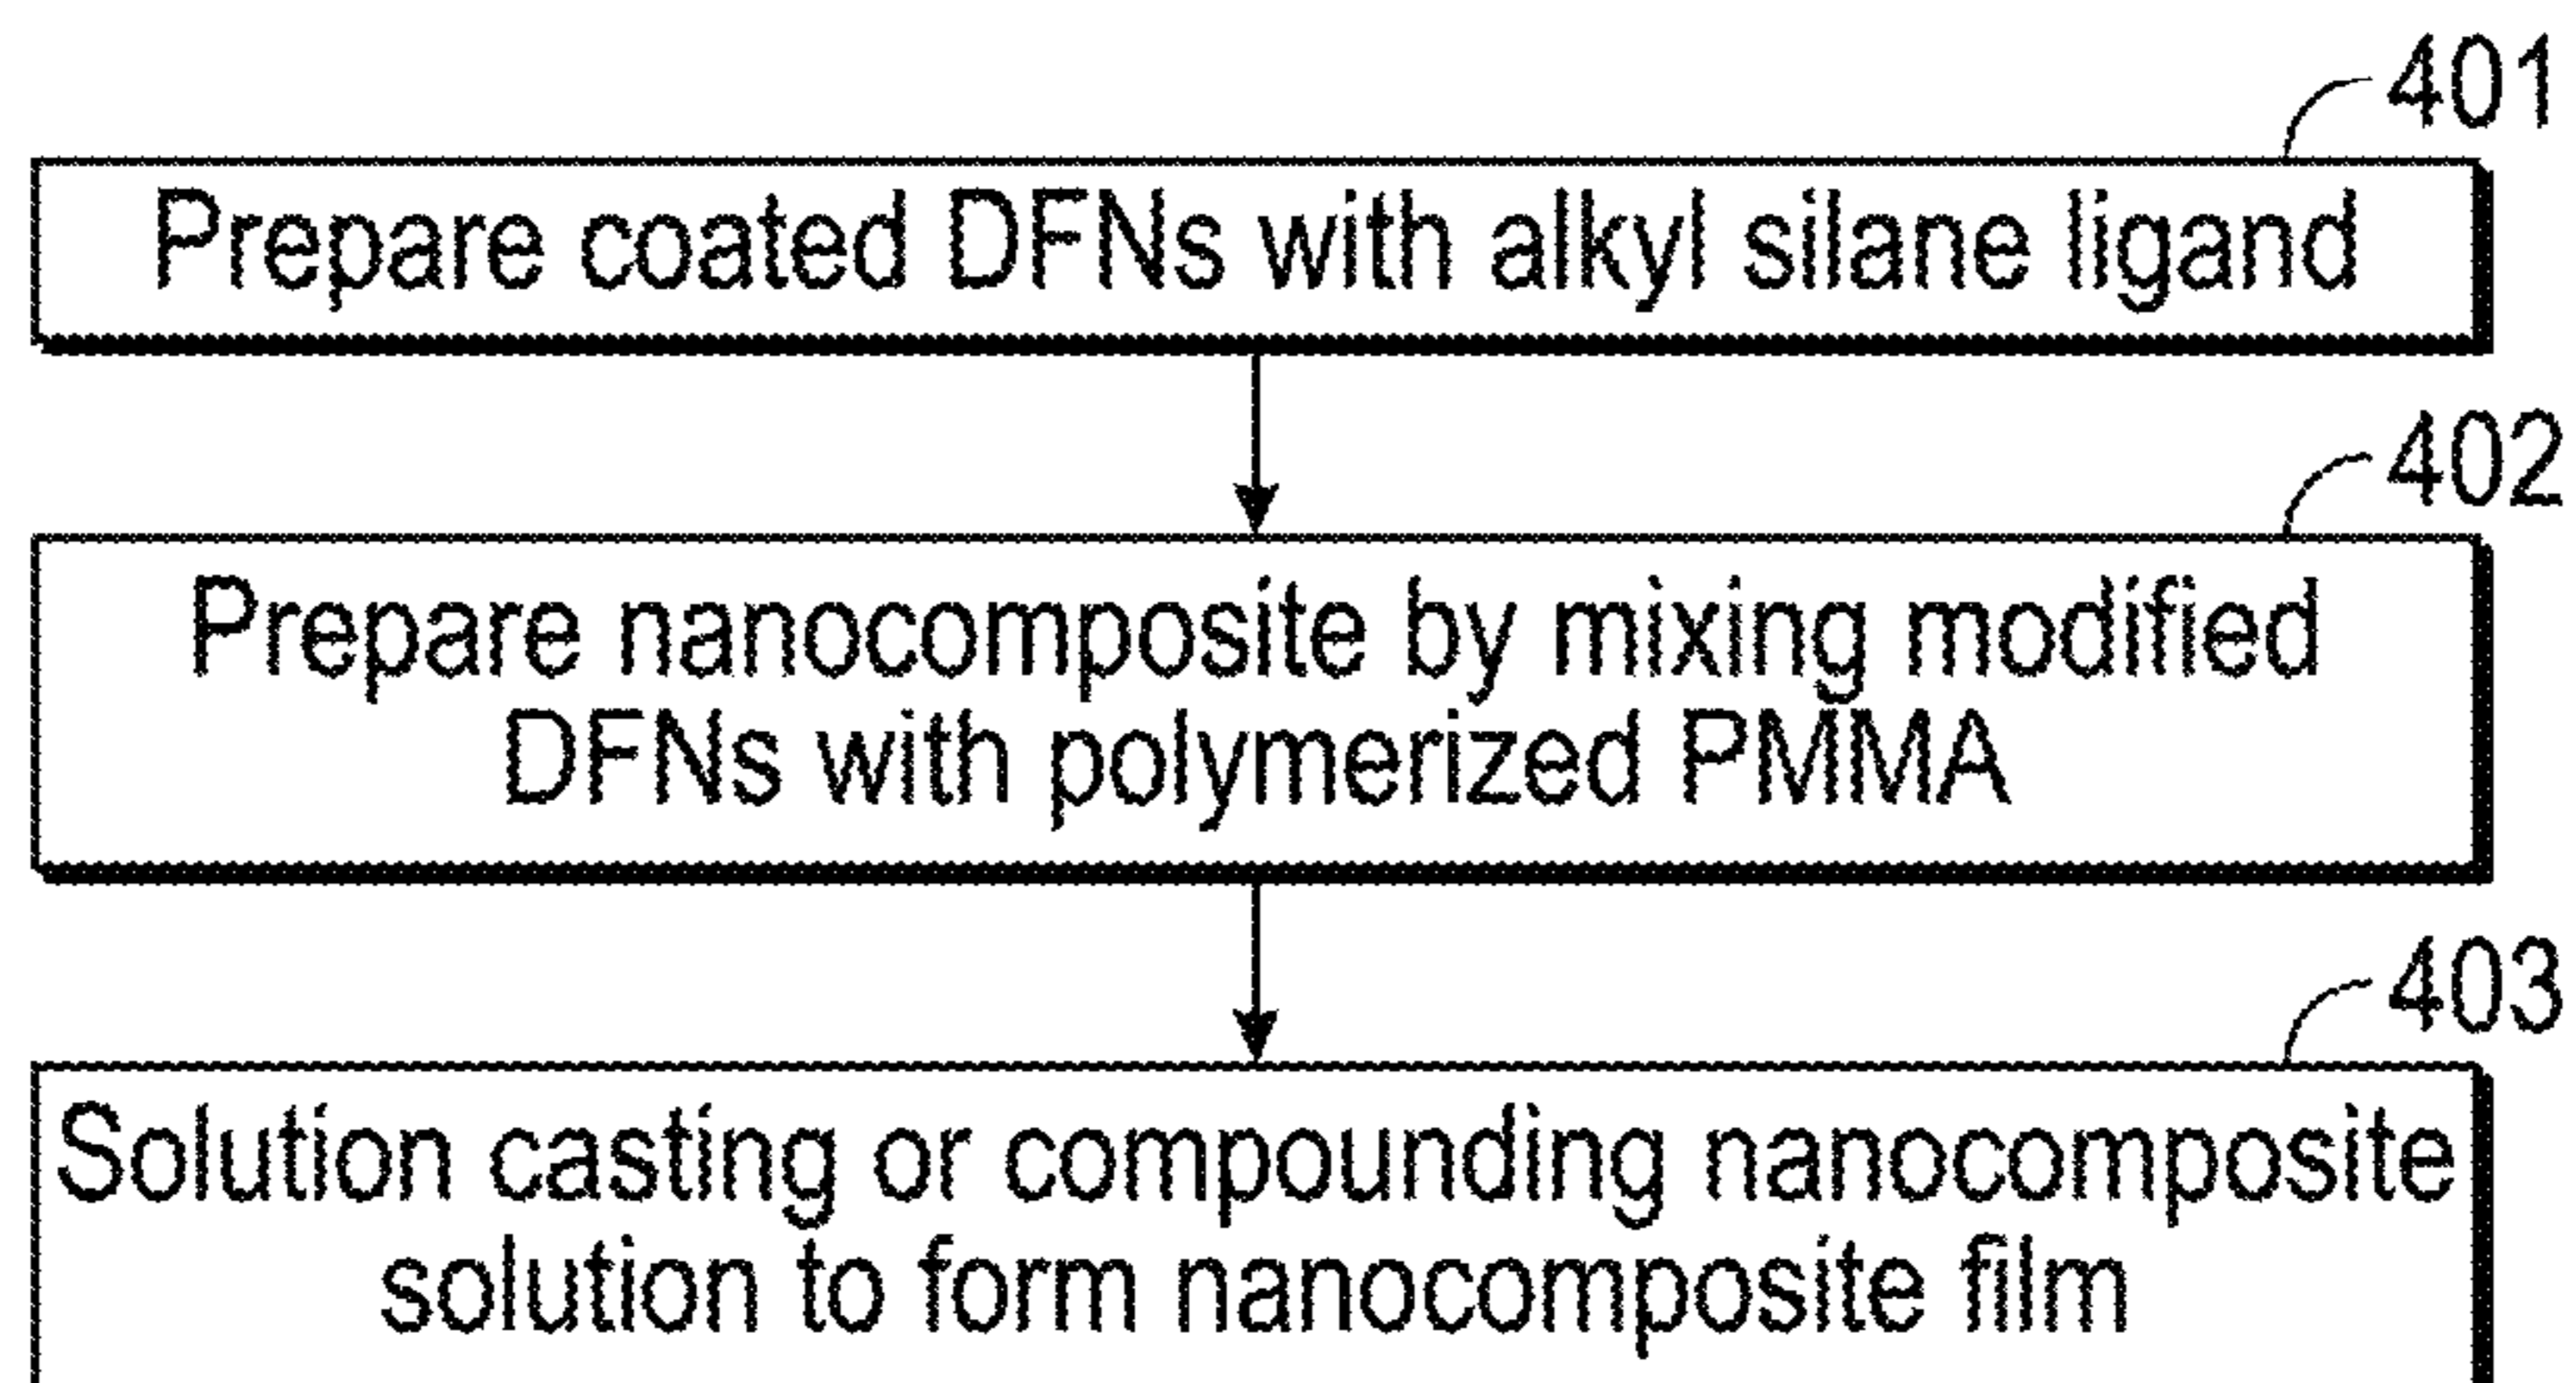 401
Prepare coated DFNs with alkyl silane ligand
402
Prepare nanocomposite by mixing modified
DFNs with polymerized PMMA
403
Solution casting or compounding nanocomposite
solution to form nanocomposite film